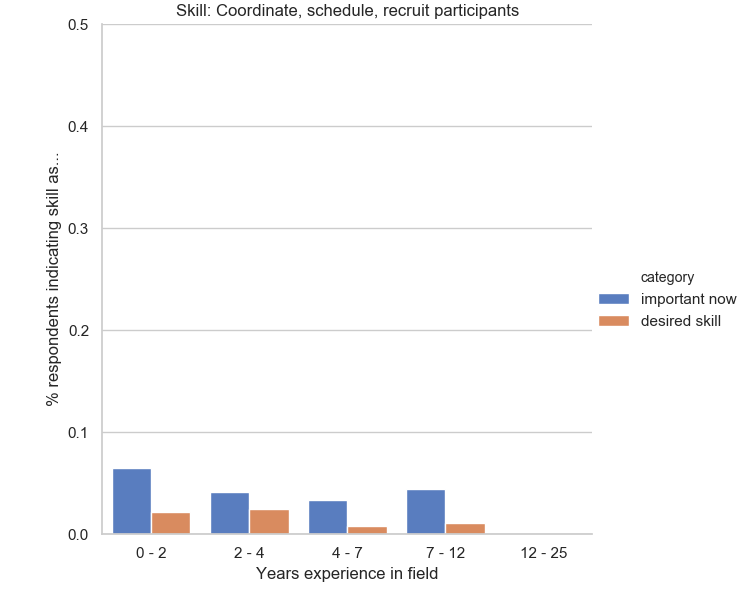 Skill: Coordinate, schedule, recruit participants
0.5
0.4
0.3
0.2
0.1
0.0
% respondents indicating skill as...
0 - 2
2 - 4
4 - 7
7 - 12
12 - 25
Years experience in field
category
important now
desired skill